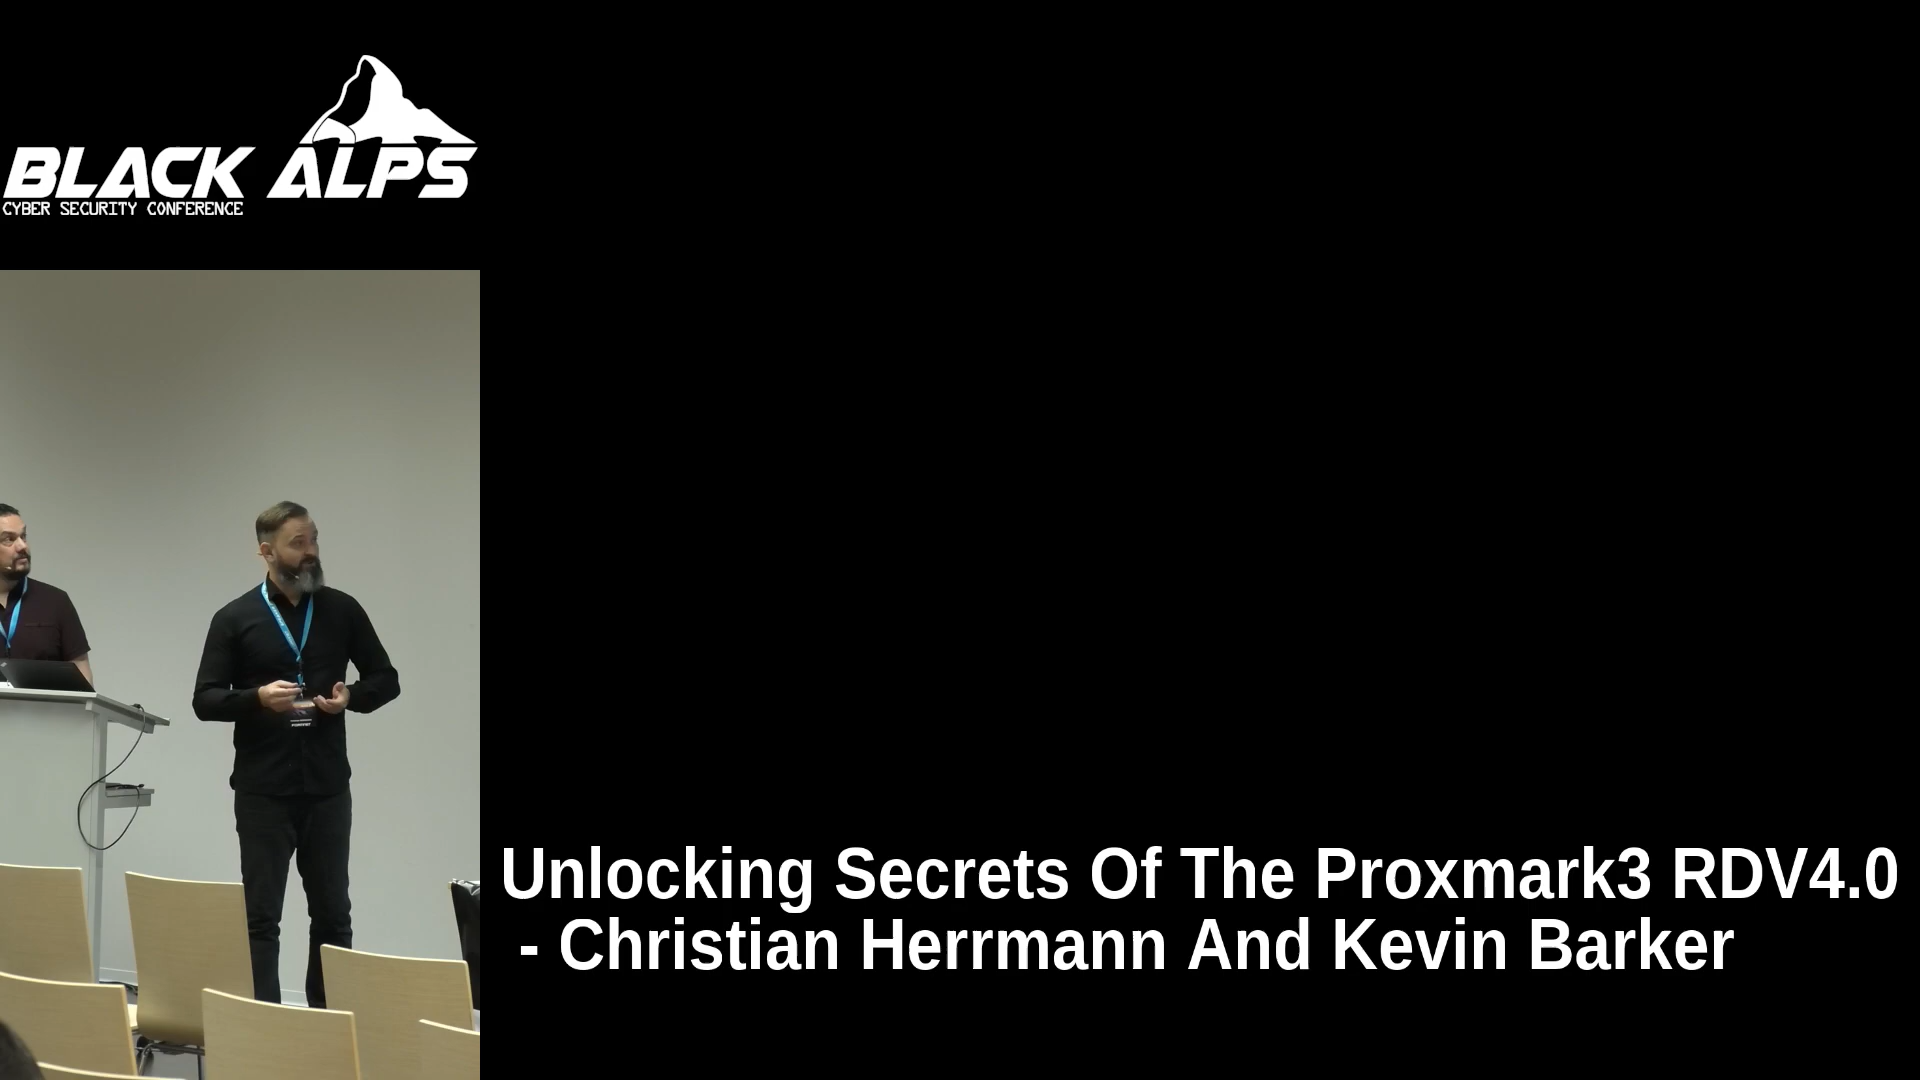 BLACK ALPS
CYBER SECURITY CONFERENCE
Unlocking Secrets Of The Proxmark3 RDV4.0
- Christian Herrmann And Kevin Barker